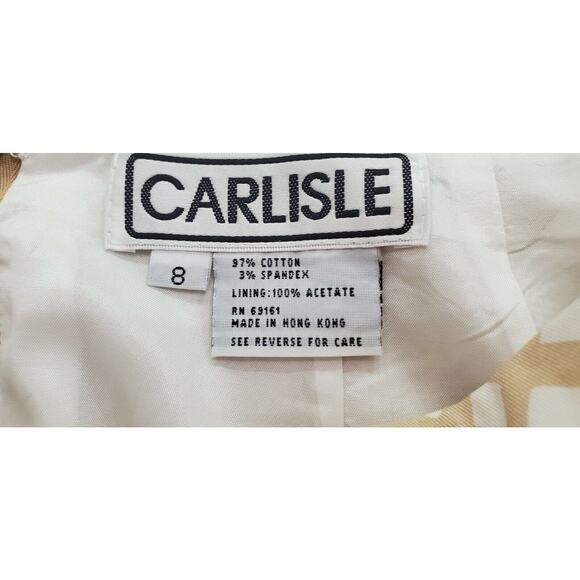 CARLISLE
8
97% COTTON
3% SPANDEX
LINING:100% ACETATE
RN 69161
MADE IN HONG KONG
SEE REVERSE FOR CARE